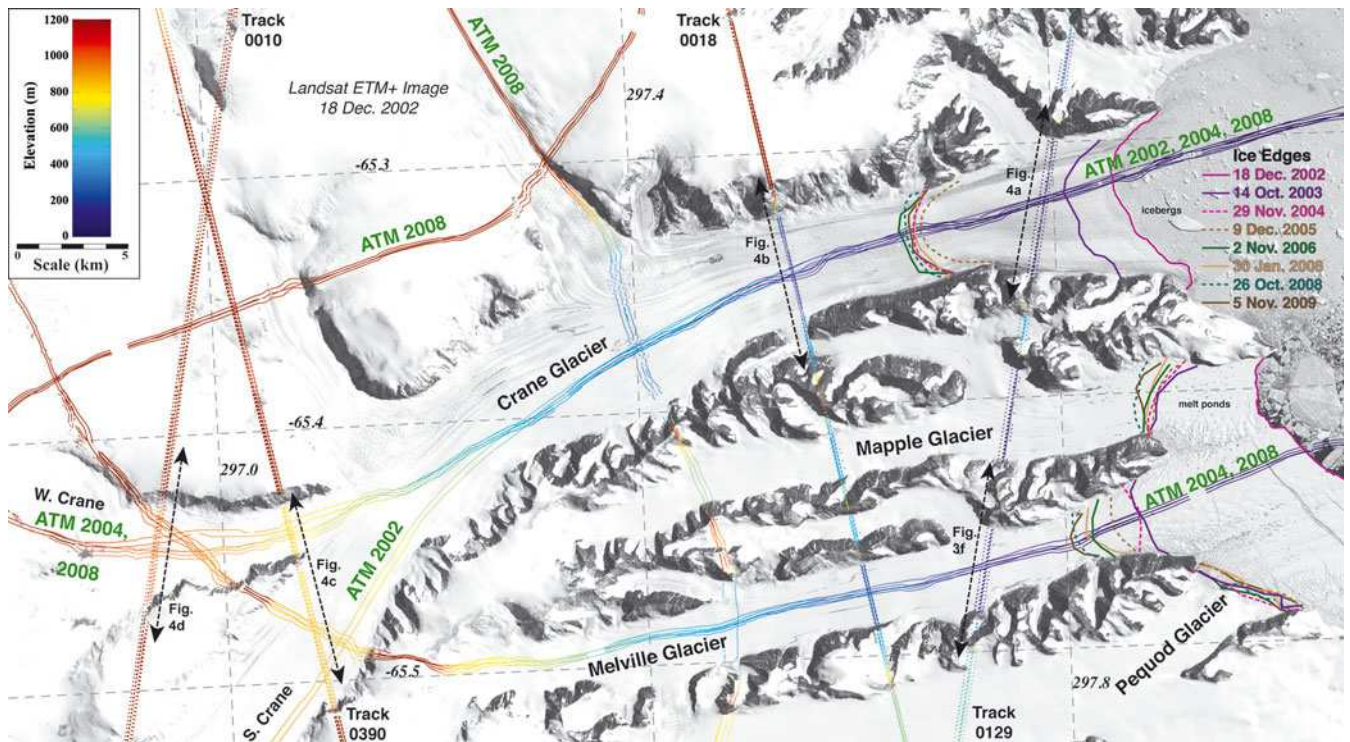 1200
1000
800
600
400
200
0
Elevation (m)
0
5
Scale (km)
Track
0010
Landsat ETM+ Image
18 Dec. 2002
ATM 2008
Track
0018
297.4
-65.3
ATM 2002, 2004, 2008
Ice Edges
18 Dec. 2002
14 Oct. 2003
29 Nov. 2004
9 Dec. 2005
2 Nov. 2006
30 Jan. 2008
26 Oct. 2008
5 Nov. 2009
icebergs
Fig.
4a
Fig.
4b
ATM 2008
Crane Glacier
-65.4
297.0
Mapple Glacier
melt ponds
ATM 2004, 2008
W. Crane
ATM 2004,
2008
ATM 2002
Fig.
4c
Fig.
4d
Fig.
3f
S. Crane
-65.5
Melville Glacier
Pequod Glacier
297.8
Track
0390
Track
0129